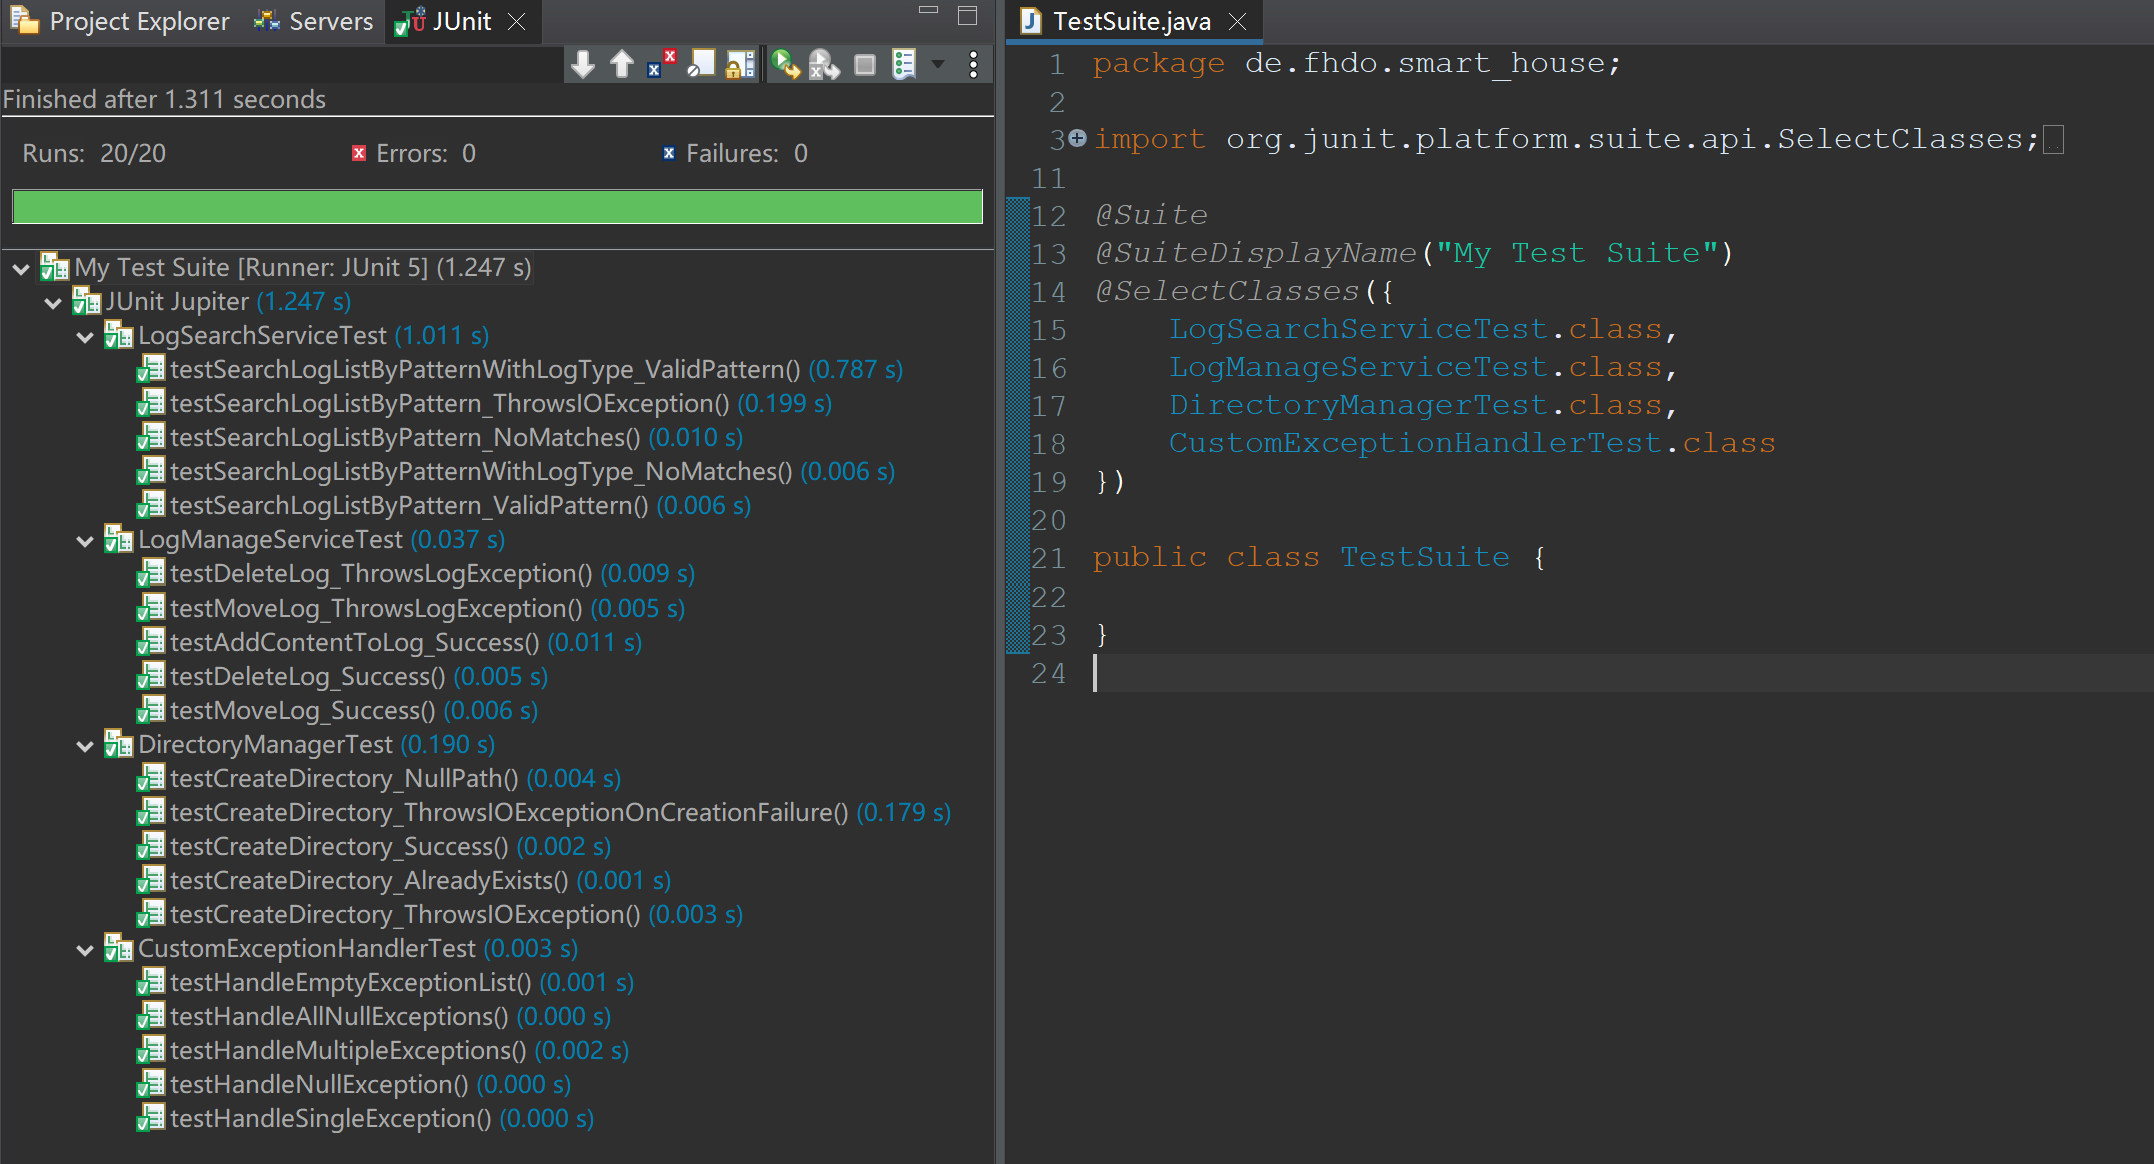 Project Explorer Servers JUnit
Finished after 1.311 seconds
Runs: 20/20 Errors: 0 Failures: 0
My Test Suite [Runner: JUnit 5] (1.247 s)
JUnit Jupiter (1.247 s)
LogSearchServiceTest (1.011 s)
testSearchLogListByPatternWithLogType_ValidPattern() (0.787 s)
testSearchLogListByPattern_ThrowsIOException() (0.199 s)
testSearchLogListByPattern_NoMatches() (0.010 s)
testSearchLogListByPatternWithLogType_NoMatches() (0.006 s)
testSearchLogListByPattern_ValidPattern() (0.006 s)
LogManageServiceTest (0.037 s)
testDeleteLog_ThrowsLogException() (0.009 s)
testMoveLog_ThrowsLogException() (0.005 s)
testAddContentToLog_Success() (0.011 s)
testDeleteLog_Success() (0.005 s)
testMoveLog_Success() (0.006 s)
DirectoryManagerTest (0.190 s)
testCreateDirectory_NullPath() (0.004 s)
testCreateDirectory_ThrowsIOExceptionOnCreationFailure() (0.179 s)
testCreateDirectory_Success() (0.002 s)
testCreateDirectory_AlreadyExists() (0.001 s)
testCreateDirectory_ThrowsIOException() (0.003 s)
CustomExceptionHandlerTest (0.003 s)
testHandleEmptyExceptionList() (0.001 s)
testHandleAllNullExceptions() (0.000 s)
testHandleMultipleExceptions() (0.002 s)
testHandleNullException() (0.000 s)
testHandleSingleException() (0.000 s)
TestSuite.java
1 package de.fhdo.smart_house;
2
3 import org.junit.platform.suite.api.SelectClasses;
11
12 @Suite
13 @SuiteDisplayName("My Test Suite")
14 @SelectClasses({
15 LogSearchServiceTest.class,
16 LogManageServiceTest.class,
17 DirectoryManagerTest.class,
18 CustomExceptionHandlerTest.class
19 })
20
21 public class TestSuite {
22
23 }
24